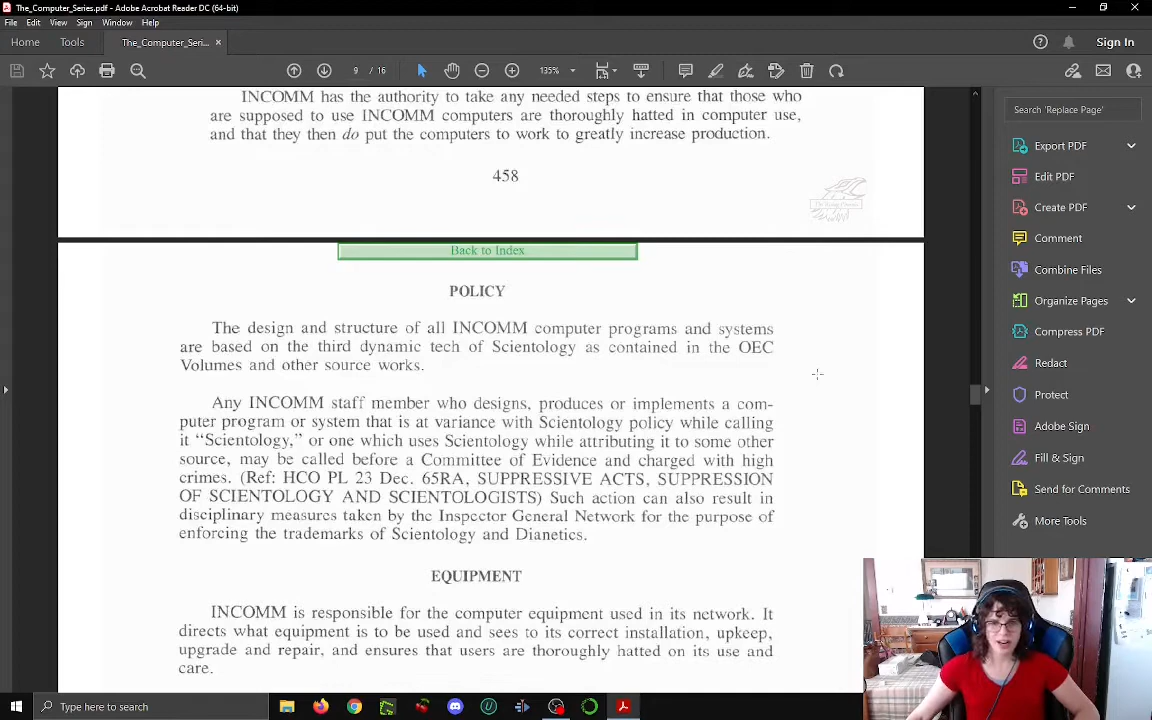 The_Computer_Series.pdf - Adobe Acrobat Reader DC (64-bit)
File Edit View Sign Window Help
Home Tools The_Computer_Seri... × Sign In
9 / 16 135%
INCOMM has the authority to take any needed steps to ensure that those who
are supposed to use INCOMM computers are thoroughly hatted in computer use,
and that they then do put the computers to work to greatly increase production.
458
Back to Index
POLICY
The design and structure of all INCOMM computer programs and systems
are based on the third dynamic tech of Scientology as contained in the OEC
Volumes and other source works.
Any INCOMM staff member who designs, produces or implements a com-
puter program or system that is at variance with Scientology policy while calling
it “Scientology,” or one which uses Scientology while attributing it to some other
source, may be called before a Committee of Evidence and charged with high
crimes. (Ref: HCO PL 23 Dec. 65RA, SUPPRESSIVE ACTS, SUPPRESSION
OF SCIENTOLOGY AND SCIENTOLOGISTS) Such action can also result in
disciplinary measures taken by the Inspector General Network for the purpose of
enforcing the trademarks of Scientology and Dianetics.
EQUIPMENT
INCOMM is responsible for the computer equipment used in its network. It
directs what equipment is to be used and sees to its correct installation, upkeep,
upgrade and repair, and ensures that users are thoroughly hatted on its use and
care.
Search 'Replace Page'
Export PDF
Edit PDF
Create PDF
Comment
Combine Files
Organize Pages
Compress PDF
Redact
Protect
Adobe Sign
Fill & Sign
Send for Comments
More Tools
Type here to search